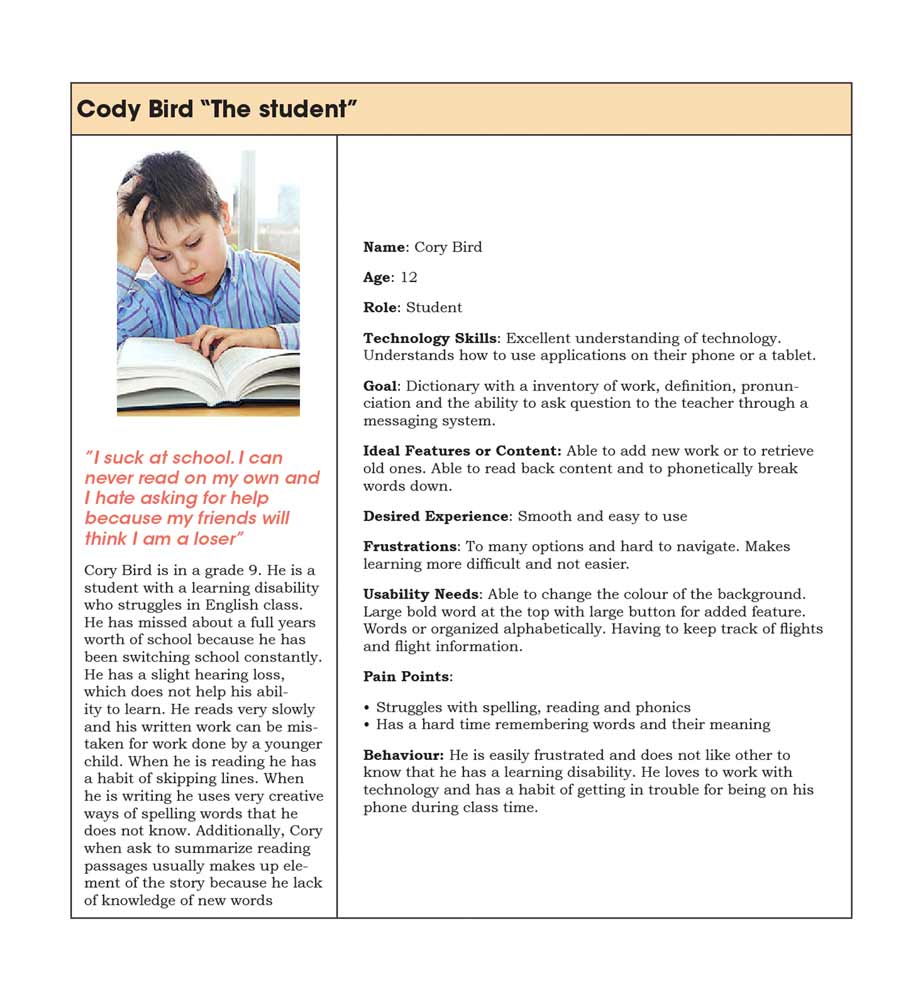 Cody Bird “The student”
”I suck at school. I can
never read on my own and
I hate asking for help
because my friends will
think I am a loser”
Cory Bird is in a grade 9. He is a
student with a learning disability
who struggles in English class.
He has missed about a full years
worth of school because he has
been switching school constantly.
He has a slight hearing loss,
which does not help his abil-
ity to learn. He reads very slowly
and his written work can be mis-
taken for work done by a younger
child. When he is reading he has
a habit of skipping lines. When
he is writing he uses very creative
ways of spelling words that he
does not know. Additionally, Cory
when ask to summarize reading
passages usually makes up ele-
ment of the story because he lack
of knowledge of new words
Name: Cory Bird
Age: 12
Role: Student
Technology Skills: Excellent understanding of technology.
Understands how to use applications on their phone or a tablet.
Goal: Dictionary with a inventory of work, definition, pronun-
ciation and the ability to ask question to the teacher through a
messaging system.
Ideal Features or Content: Able to add new work or to retrieve
old ones. Able to read back content and to phonetically break
words down.
Desired Experience: Smooth and easy to use
Frustrations: To many options and hard to navigate. Makes
learning more difficult and not easier.
Usability Needs: Able to change the colour of the background.
Large bold word at the top with large button for added feature.
Words or organized alphabetically. Having to keep track of flights
and flight information.
Pain Points:
• Struggles with spelling, reading and phonics
• Has a hard time remembering words and their meaning
Behaviour: He is easily frustrated and does not like other to
know that he has a learning disability. He loves to work with
technology and has a habit of getting in trouble for being on his
phone during class time.